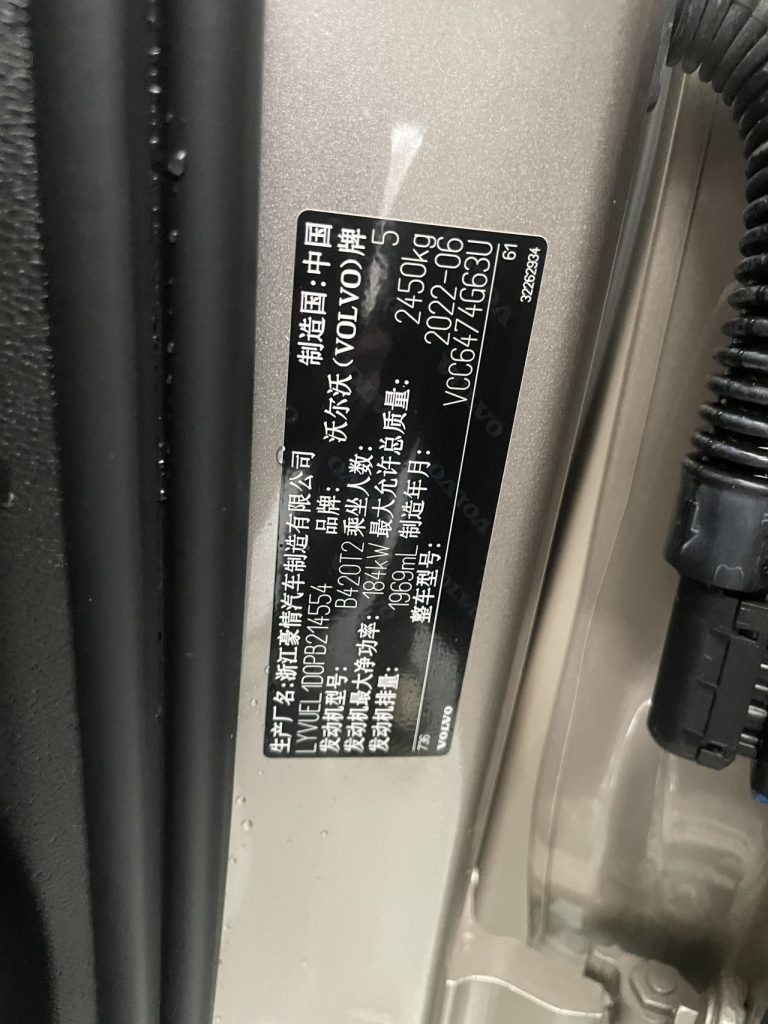 生产厂名:浙江豪情汽车制造有限公司 制造国:中国
LYVUEL1D0PB214554 品牌: 沃尔沃(VOLVO)牌
发动机型号: B420T2 乘坐人数: 5
发动机最大净功率: 184kW 最大允许总质量: 2450kg
发动机排量: 1969mL 制造年月: 2022-06
整车型号: VCC6474G63U
736 61
VOLVO 32262934